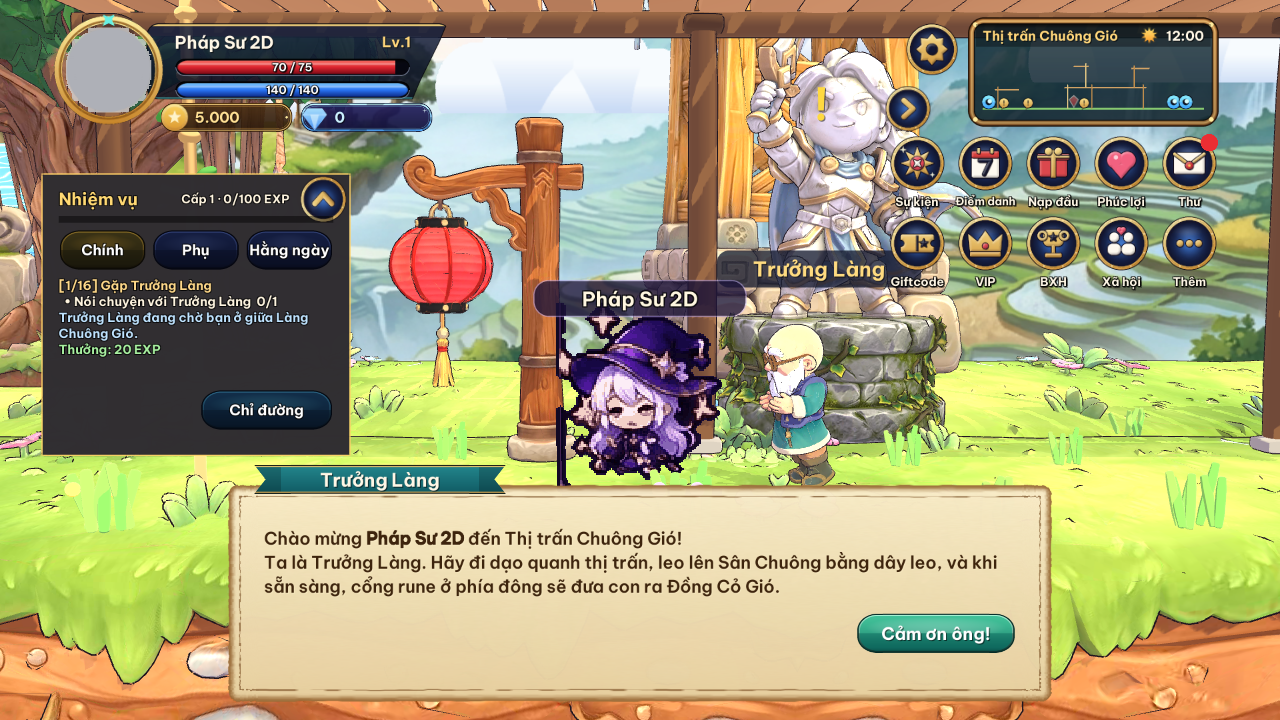 Pháp Sư 2D Lv.1
70 / 75
140 / 140
5.000
0
Thị trấn Chuông Gió 12:00
Nhiệm vụ
Cấp 1 · 0/100 EXP
Chính
Phụ
Hằng ngày
[1/16] Gặp Trưởng Làng
• Nói chuyện với Trưởng Làng 0/1
Trưởng Làng đang chờ bạn ở giữa Làng
Chuông Gió.
Thưởng: 20 EXP
Chỉ đường
!
7
Sự kiện
Điểm danh
Nạp đầu
Phúc lợi
Thư
Giftcode
VIP
BXH
Xã hội
Thêm
Trưởng Làng
Pháp Sư 2D
Trưởng Làng
Chào mừng Pháp Sư 2D đến Thị trấn Chuông Gió!
Ta là Trưởng Làng. Hãy đi dạo quanh thị trấn, leo lên Sân Chuông bằng dây leo, và khi
sẵn sàng, cổng rune ở phía đông sẽ đưa con ra Đồng Cỏ Gió.
Cảm ơn ông!